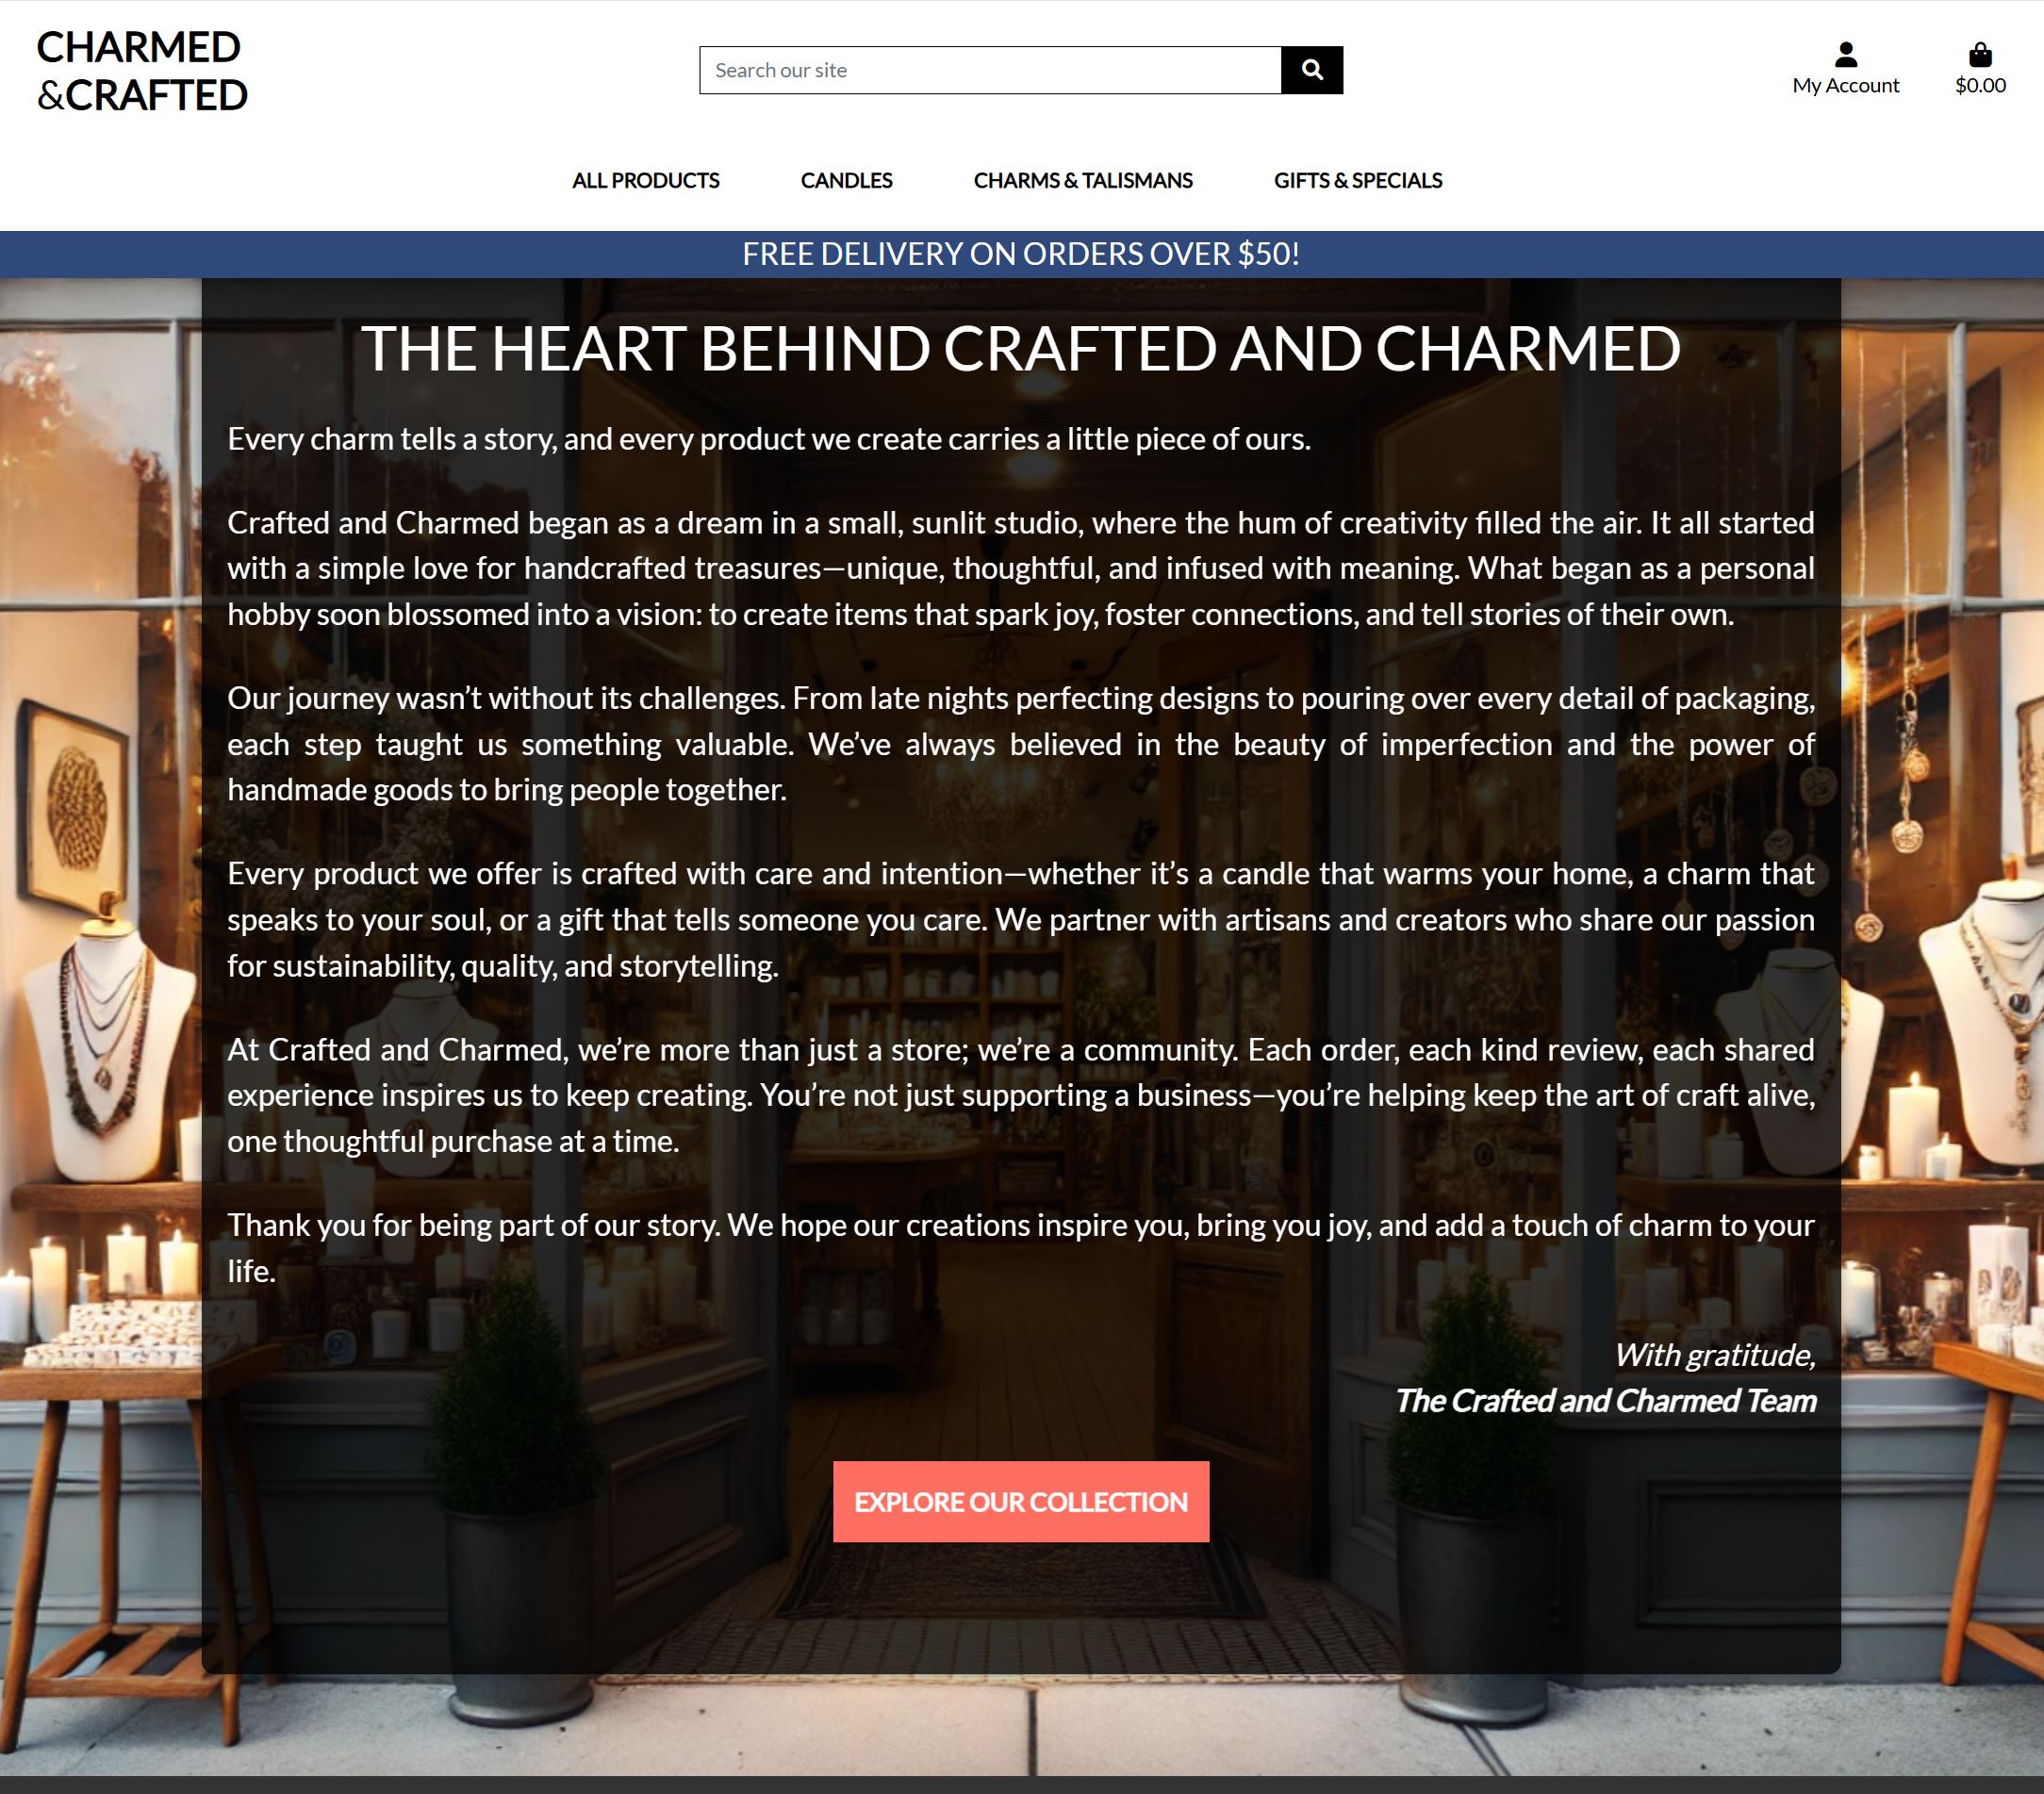 CHARMED
&CRAFTED
Search our site
My Account
$0.00
ALL PRODUCTS
CANDLES
CHARMS & TALISMANS
GIFTS & SPECIALS
FREE DELIVERY ON ORDERS OVER $50!
THE HEART BEHIND CRAFTED AND CHARMED
Every charm tells a story, and every product we create carries a little piece of ours.
Crafted and Charmed began as a dream in a small, sunlit studio, where the hum of creativity filled the air. It all started
with a simple love for handcrafted treasures—unique, thoughtful, and infused with meaning. What began as a personal
hobby soon blossomed into a vision: to create items that spark joy, foster connections, and tell stories of their own.
Our journey wasn’t without its challenges. From late nights perfecting designs to pouring over every detail of packaging,
each step taught us something valuable. We’ve always believed in the beauty of imperfection and the power of
handmade goods to bring people together.
Every product we offer is crafted with care and intention—whether it’s a candle that warms your home, a charm that
speaks to your soul, or a gift that tells someone you care. We partner with artisans and creators who share our passion
for sustainability, quality, and storytelling.
At Crafted and Charmed, we’re more than just a store; we’re a community. Each order, each kind review, each shared
experience inspires us to keep creating. You’re not just supporting a business—you’re helping keep the art of craft alive,
one thoughtful purchase at a time.
Thank you for being part of our story. We hope our creations inspire you, bring you joy, and add a touch of charm to your
life.
With gratitude,
The Crafted and Charmed Team
EXPLORE OUR COLLECTION